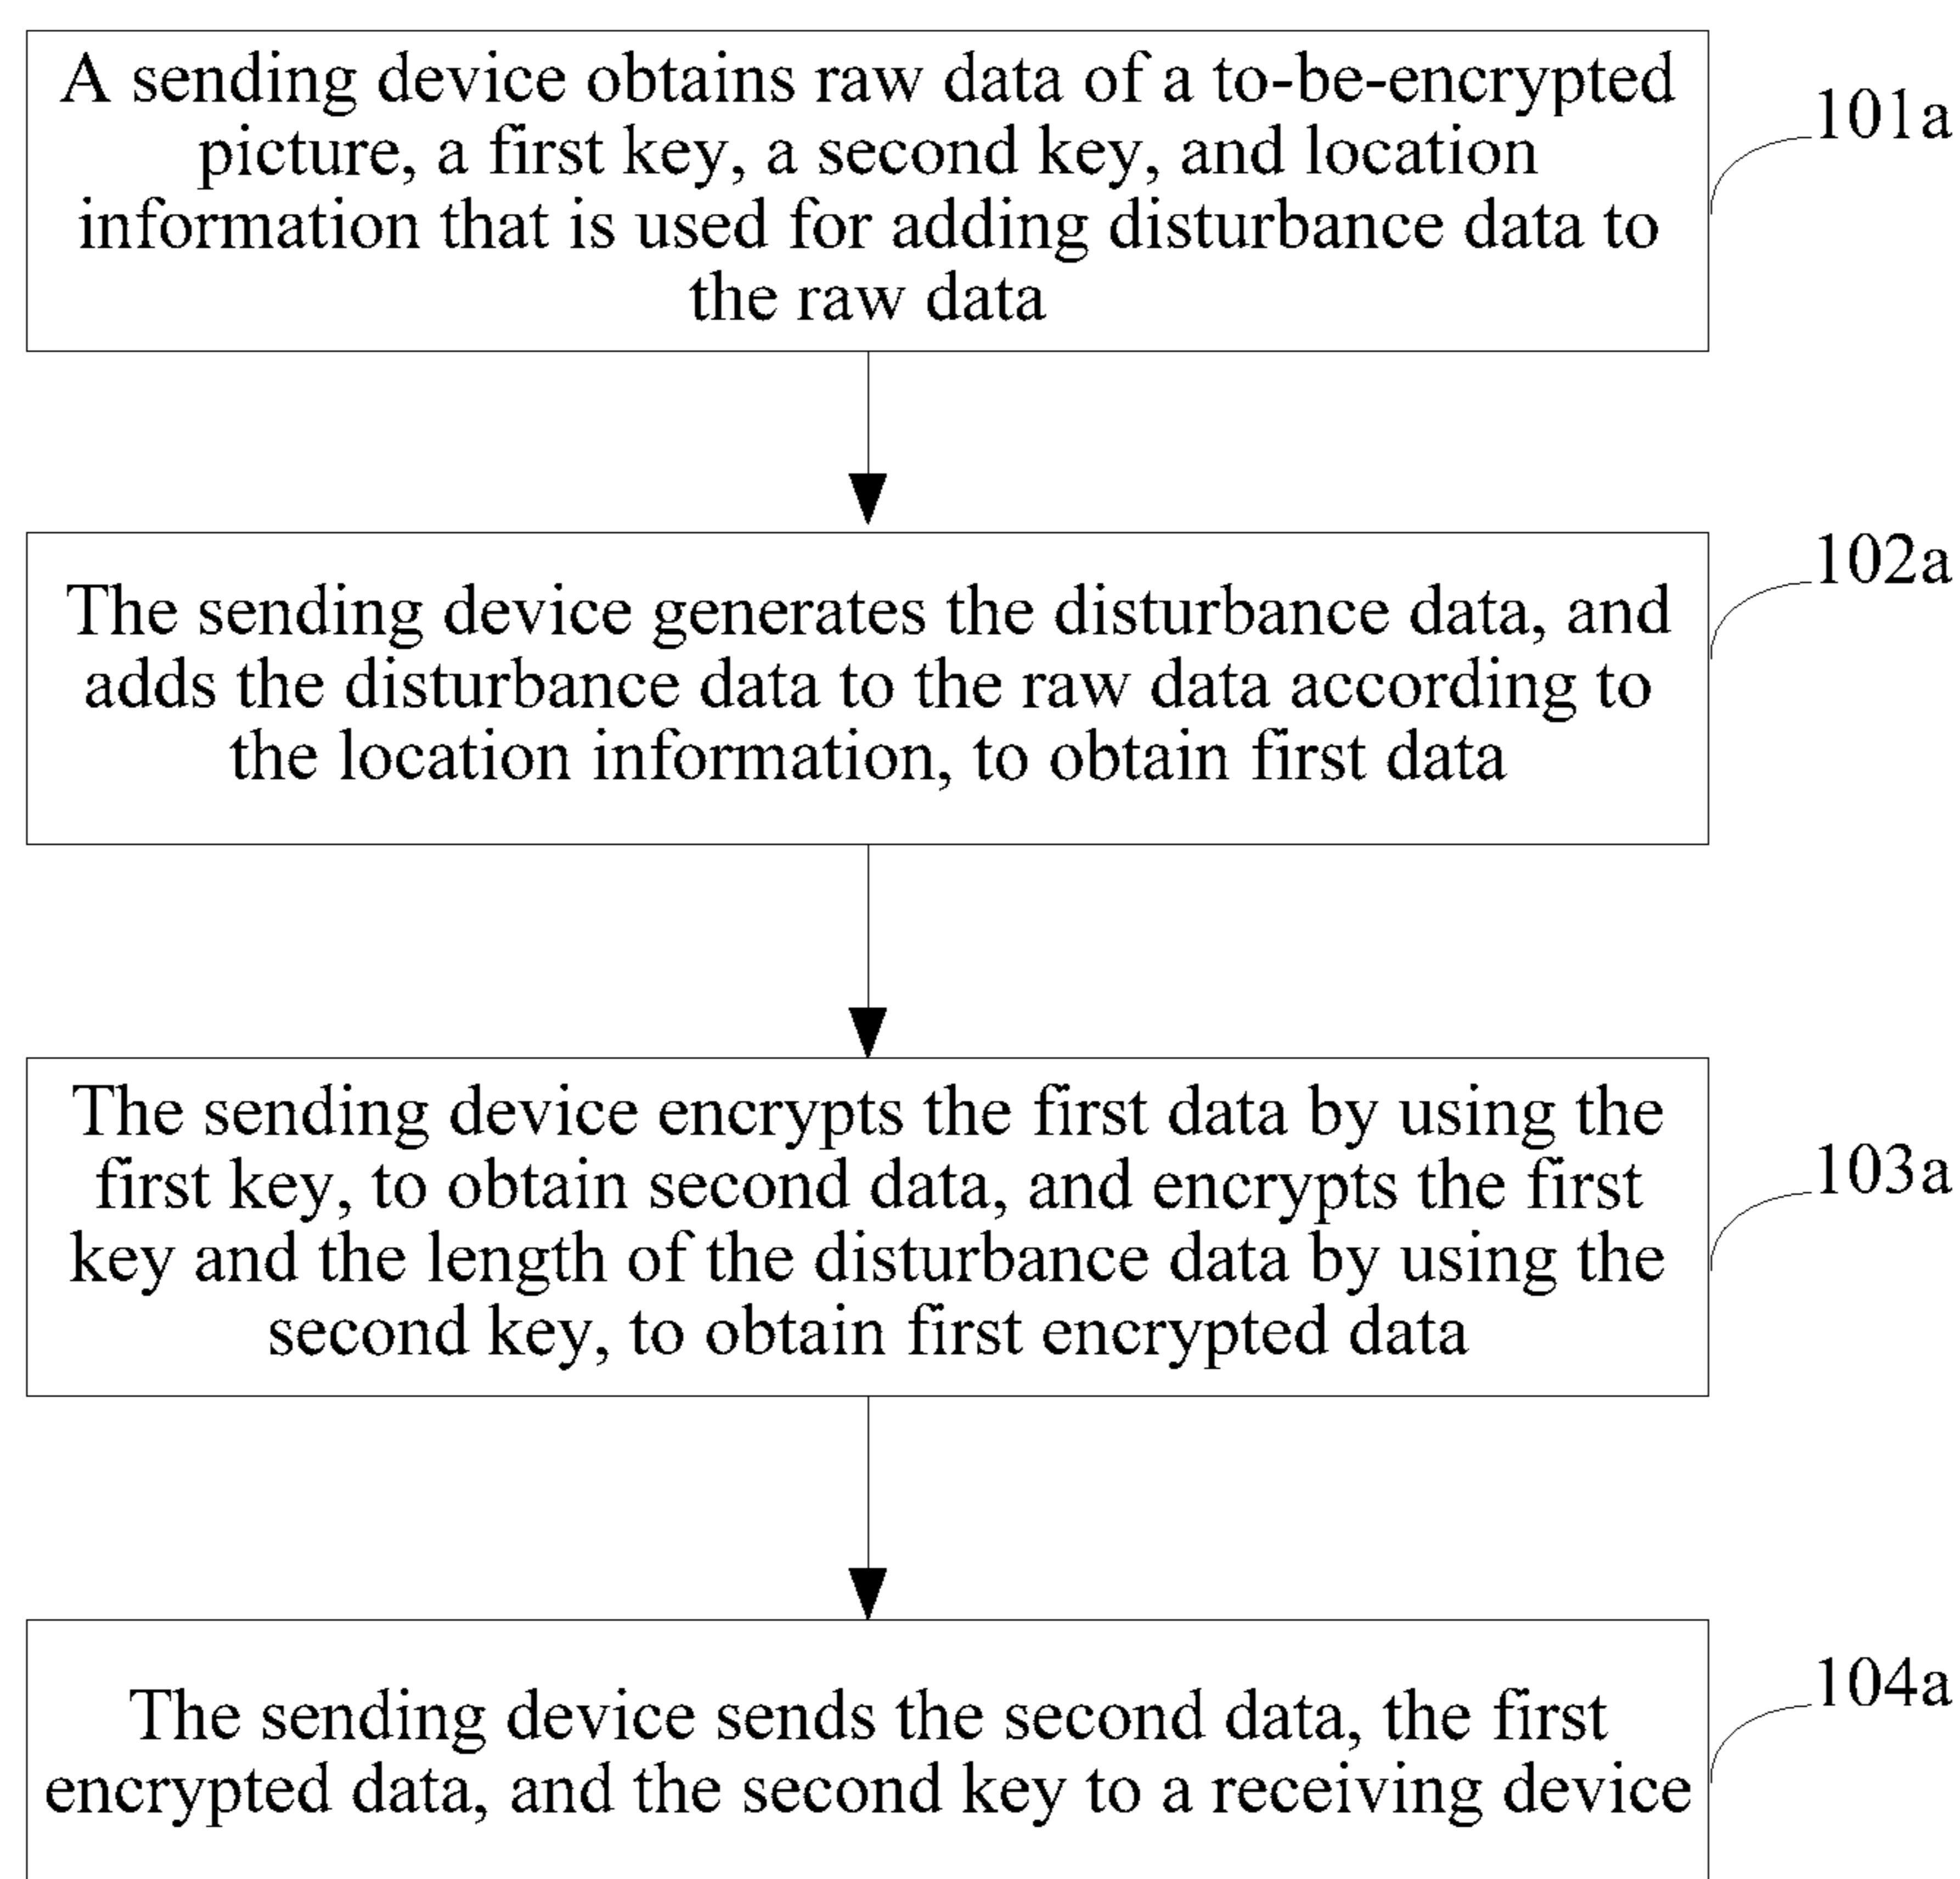 A sending device obtains raw data of a to-be-encrypted
picture, a first key, a second key, and location
information that is used for adding disturbance data to
the raw data
101a
The sending device generates the disturbance data, and
adds the disturbance data to the raw data according to
the location information, to obtain first data
102a
The sending device encrypts the first data by using the
first key, to obtain second data, and encrypts the first
key and the length of the disturbance data by using the
second key, to obtain first encrypted data
103a
The sending device sends the second data, the first
encrypted data, and the second key to a receiving device
104a